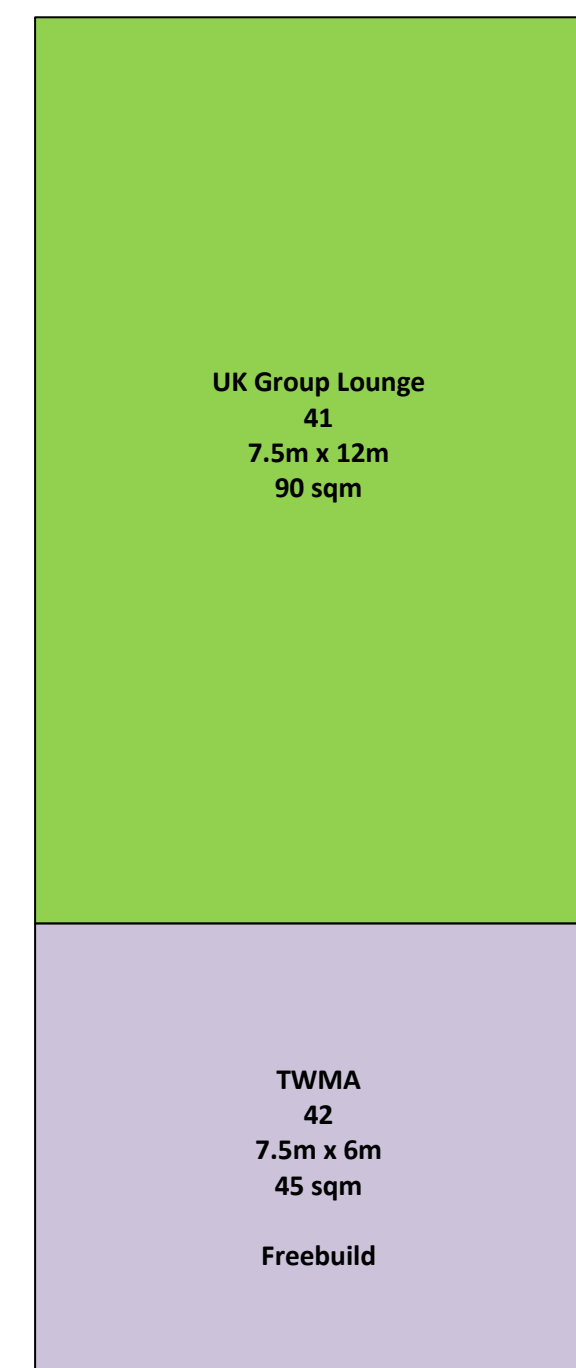 UK Group Lounge
41
7.5m x 12m
90 sqm
TWMA
42
7.5m x 6m
45 sqm
Freebuild